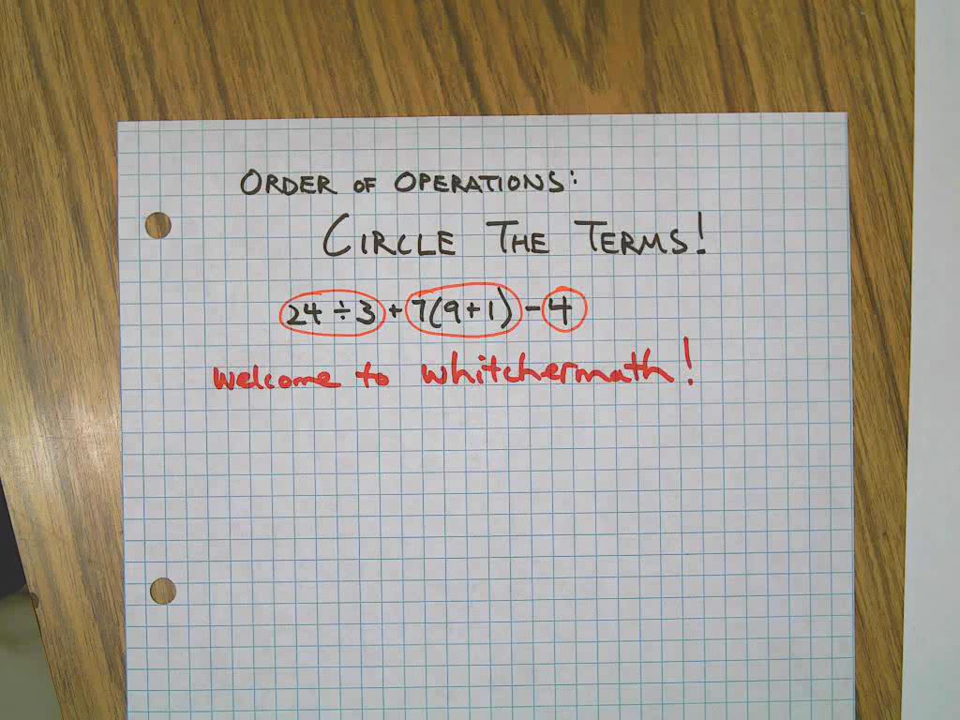 ORDER OF OPERATIONS:
CIRCLE THE TERMS!
24 ÷ 3 + 7(9+1) - 4
welcome to whitchermath!